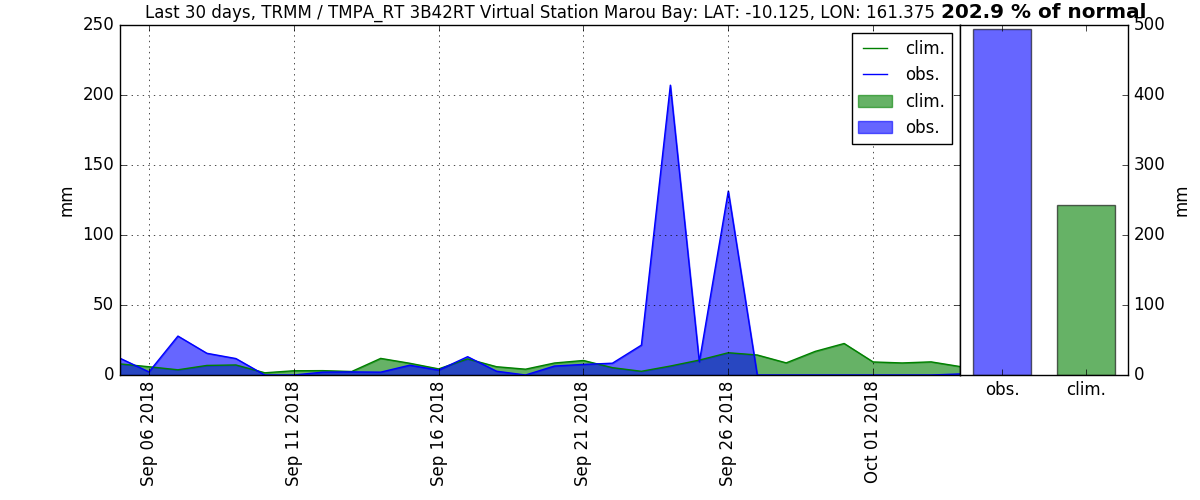 Last 30 days, TRMM / TMPA_RT 3B42RT Virtual Station Marou Bay: LAT: -10.125, LON: 161.375 202.9 % of normal
250
200
150
100
50
0
mm
clim.
obs.
clim.
obs.
Sep 06 2018
Sep 11 2018
Sep 16 2018
Sep 21 2018
Sep 26 2018
Oct 01 2018
500
400
300
200
100
0
mm
obs. clim.